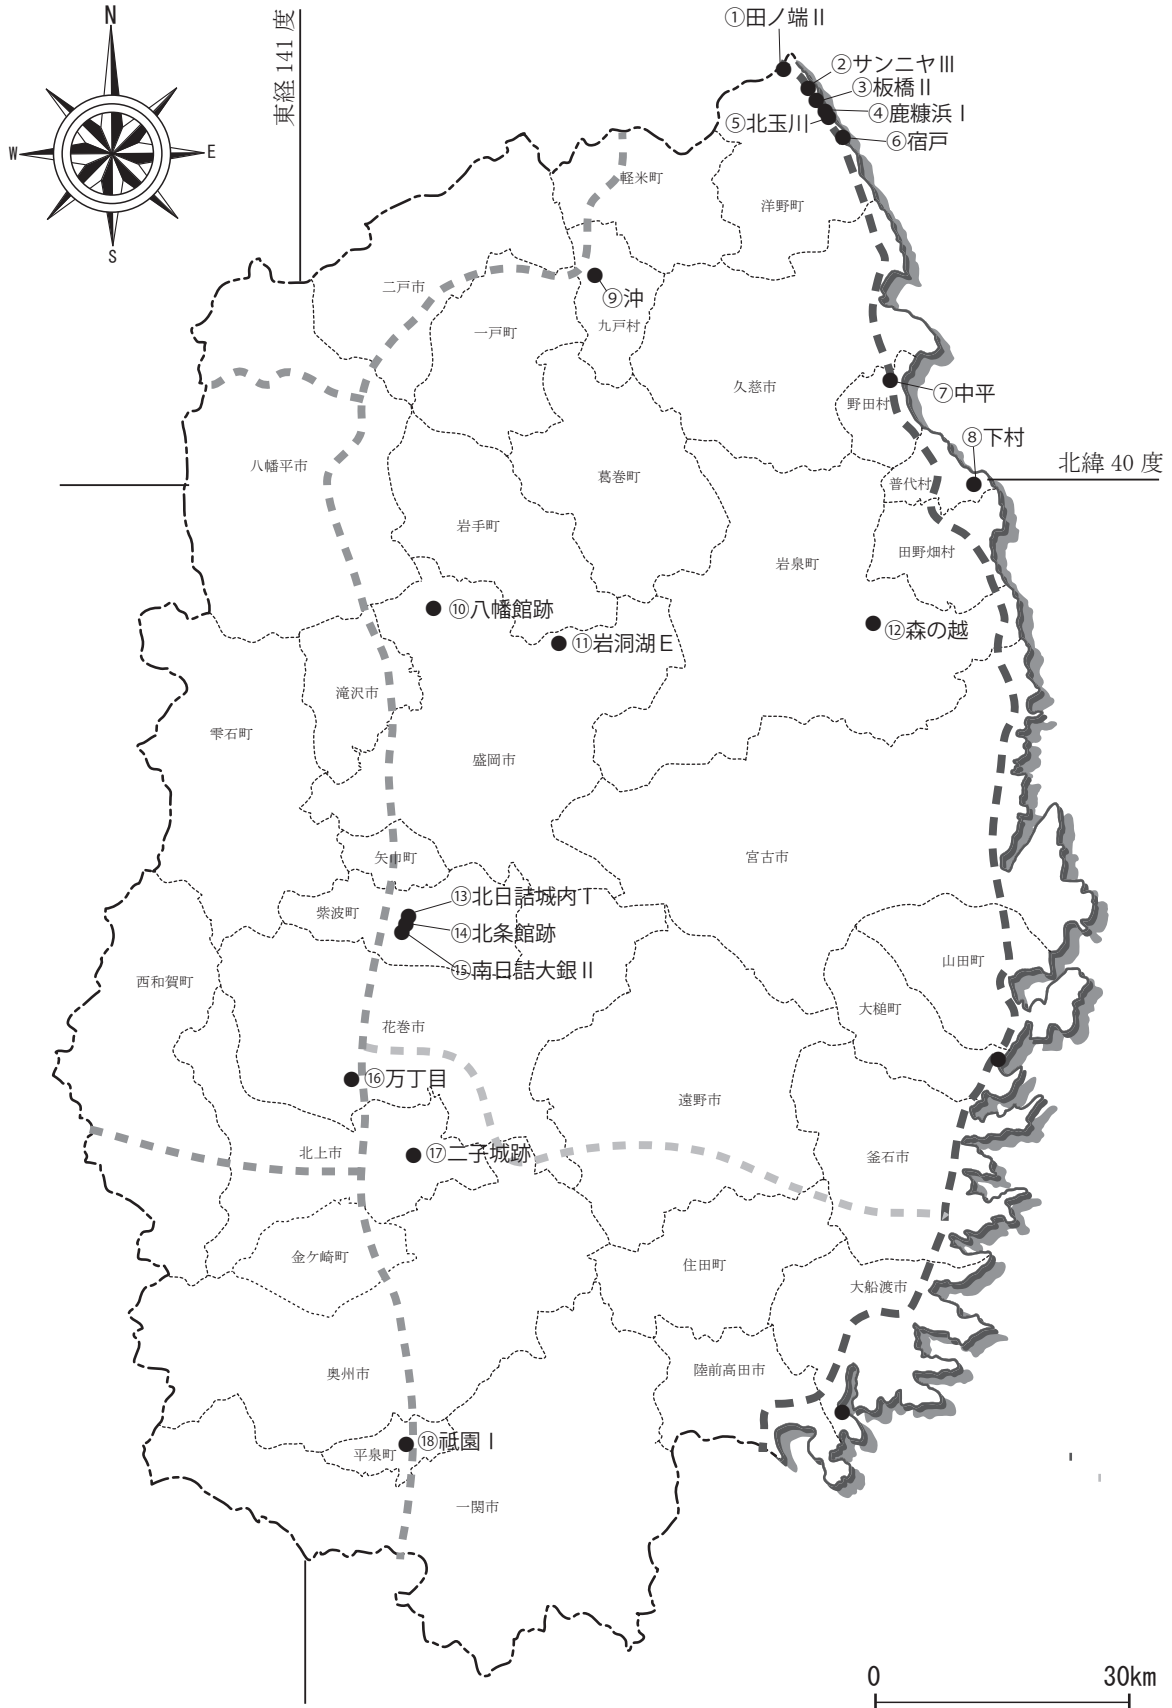 N
W
E
S
東経 141 度
①田ノ端Ⅱ
②サンニヤⅢ
③板橋Ⅱ
④鹿糠浜Ⅰ
⑤北玉川
⑥宿戸
軽米町
洋野町
二戸市
⑨沖
一戸町
九戸村
久慈市
野田村
⑦中平
⑧下村
北緯 40 度
八幡平市
葛巻町
普代村
岩手町
岩泉町
田野畑村
⑩八幡館跡
⑪岩洞湖E
⑫森の越
滝沢市
雫石町
盛岡市
矢巾町
宮古市
⑬北日詰城内Ⅰ
紫波町
⑭北条館跡
⑮南日詰大銀Ⅱ
西和賀町
山田町
大槌町
花巻市
⑯万丁目
遠野市
北上市
⑰二子城跡
釜石市
金ケ崎町
住田町
大船渡市
奥州市
陸前高田市
⑱祇園Ⅰ
平泉町
一関市
0
30km